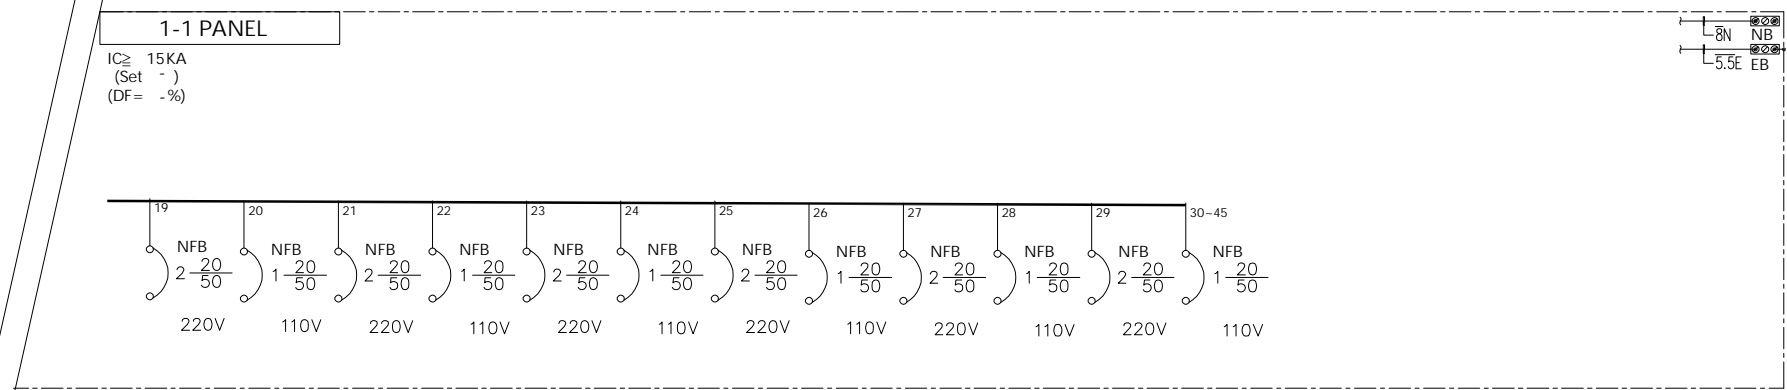 1-1 PANEL
IC≧ 15KA
(Set - )
(DF= -%)
8N NB
5.5E EB
19 20 21 22 23 24 25 26 27 28 29 30~45
NFB NFB NFB NFB NFB NFB NFB NFB NFB NFB NFB NFB
2 20/50 1 20/50 2 20/50 1 20/50 2 20/50 1 20/50 2 20/50 1 20/50 2 20/50 1 20/50 2 20/50 1 20/50
220V 110V 220V 110V 220V 110V 220V 110V 220V 110V 220V 110V